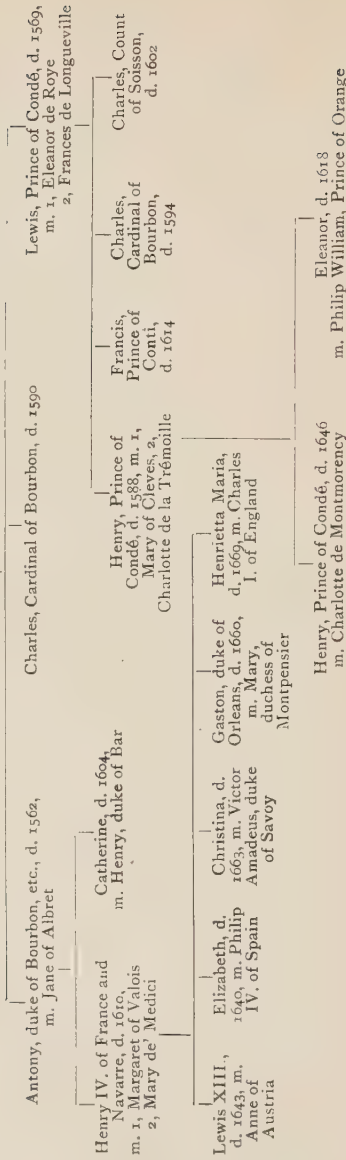 Antony, duke of Bourbon, etc., d. 1562,
m. Jane of Albret
Charles, Cardinal of Bourbon, d. 1590
Lewis, Prince of Condé, d. 1569,
m. 1, Eleanor de Roye
2, Frances de Longueville
Henry IV. of France and
Navarre, d. 1610,
m. 1, Margaret of Valois
2, Mary de' Medici
Catherine, d. 1604,
m. Henry, duke of Bar
Henry, Prince of
Condé, d. 1588, m. 1,
Mary of Cleves, 2,
Charlotte de la Trémoille
Francis,
Prince of
Conti,
d. 1614
Charles,
Cardinal of
Bourbon,
d. 1594
Charles, Count
of Soisson,
d. 1602
Lewis XIII.,
d. 1643, m.
Anne of
Austria
Elizabeth, d.
1640, m. Philip
IV. of Spain
Christina, d.
1663, m. Victor
Amadeus, duke
of Savoy
Gaston, duke of
Orleans, d. 1660,
m. Mary,
duchess of
Montpensier
Henrietta Maria,
d. 1669, m. Charles
I. of England
Henry, Prince of Condé, d. 1646
m. Charlotte de Montmorency
Eleanor, d. 1618
m. Philip William, Prince of Orange